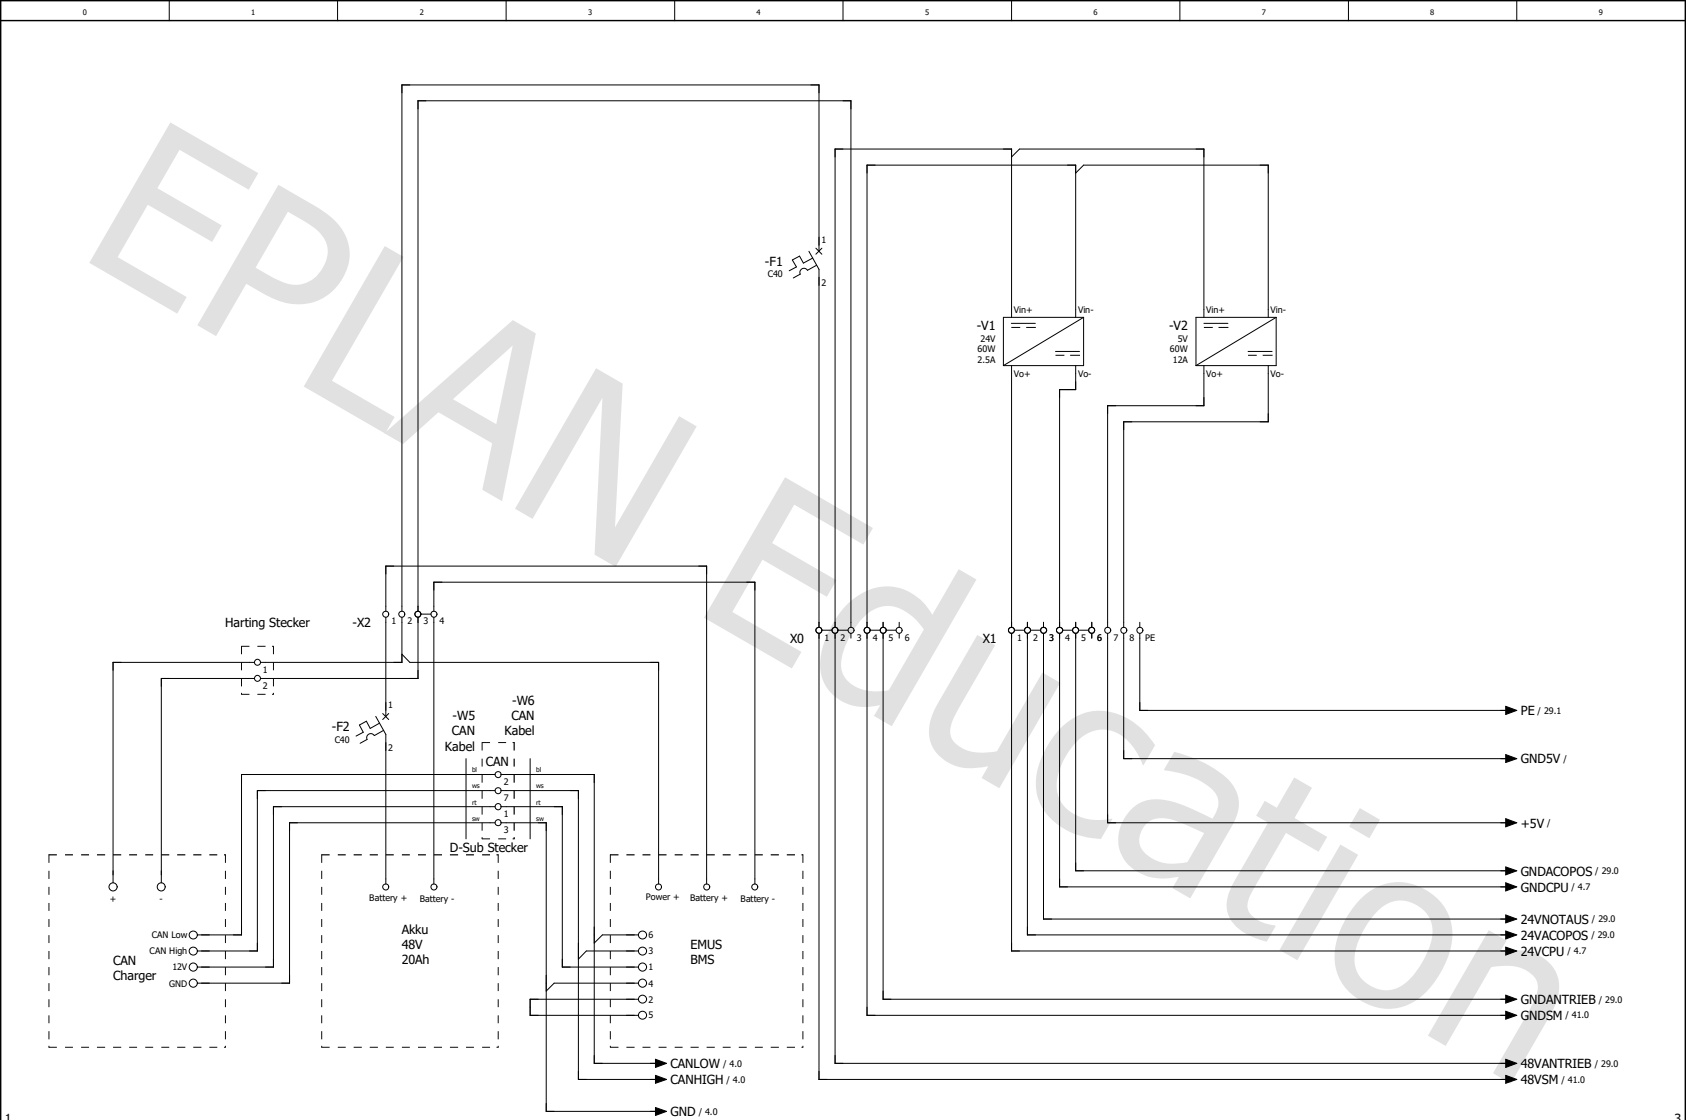 0 1 2 3 4 5 6 7 8 9
EPLAN Education
-F1
C40
1
2
-V1
24V
60W
2.5A
Vin+
Vin-
Vo+
Vo-
-V2
5V
60W
12A
Vin+
Vin-
Vo+
Vo-
Harting Stecker
1
2
-X2
1 2 3 4
X0
1 2 3 4 5 6
X1
1 2 3 4 5 6 7 8 PE
-F2
C40
1
2
-W5
CAN
Kabel
-W6
CAN
Kabel
CAN
bl 2 bl
ws 7 ws
rt 1 rt
sw 3 sw
D-Sub Stecker
+ -
CAN Low
CAN High
12V
GND
CAN
Charger
Battery + Battery -
Akku
48V
20Ah
Power + Battery + Battery -
6
3
1
4
2
5
EMUS
BMS
CANLOW / 4.0
CANHIGH / 4.0
GND / 4.0
PE / 29.1
GND5V /
+5V /
GNDACOPOS / 29.0
GNDCPU / 4.7
24VNOTAUS / 29.0
24VACOPOS / 29.0
24VCPU / 4.7
GNDANTRIEB / 29.0
GNDSM / 41.0
48VANTRIEB / 29.0
48VSM / 41.0
1
3